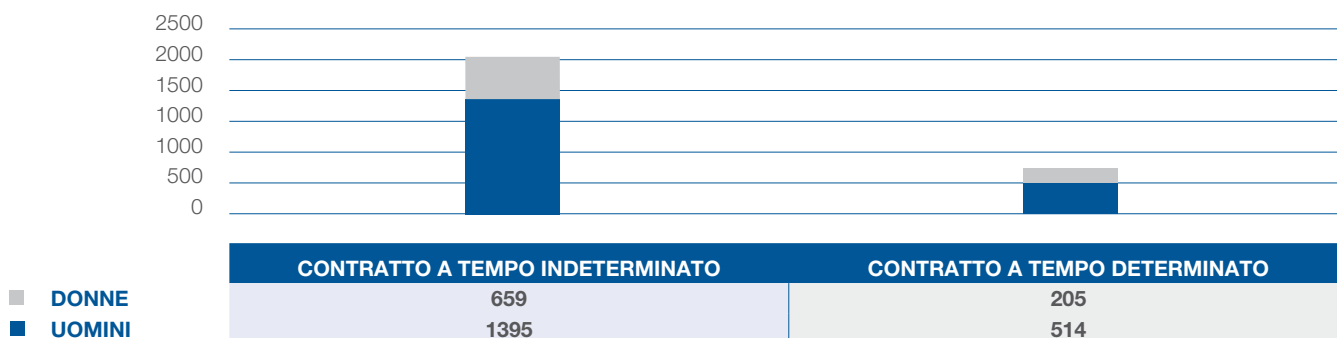 2500
2000
1500
1000
1000
500
0
CONTRATTO A TEMPO INDETERMINATO CONTRATTO A TEMPO DETERMINATO
DONNE 659 205
UOMINI 1395 514